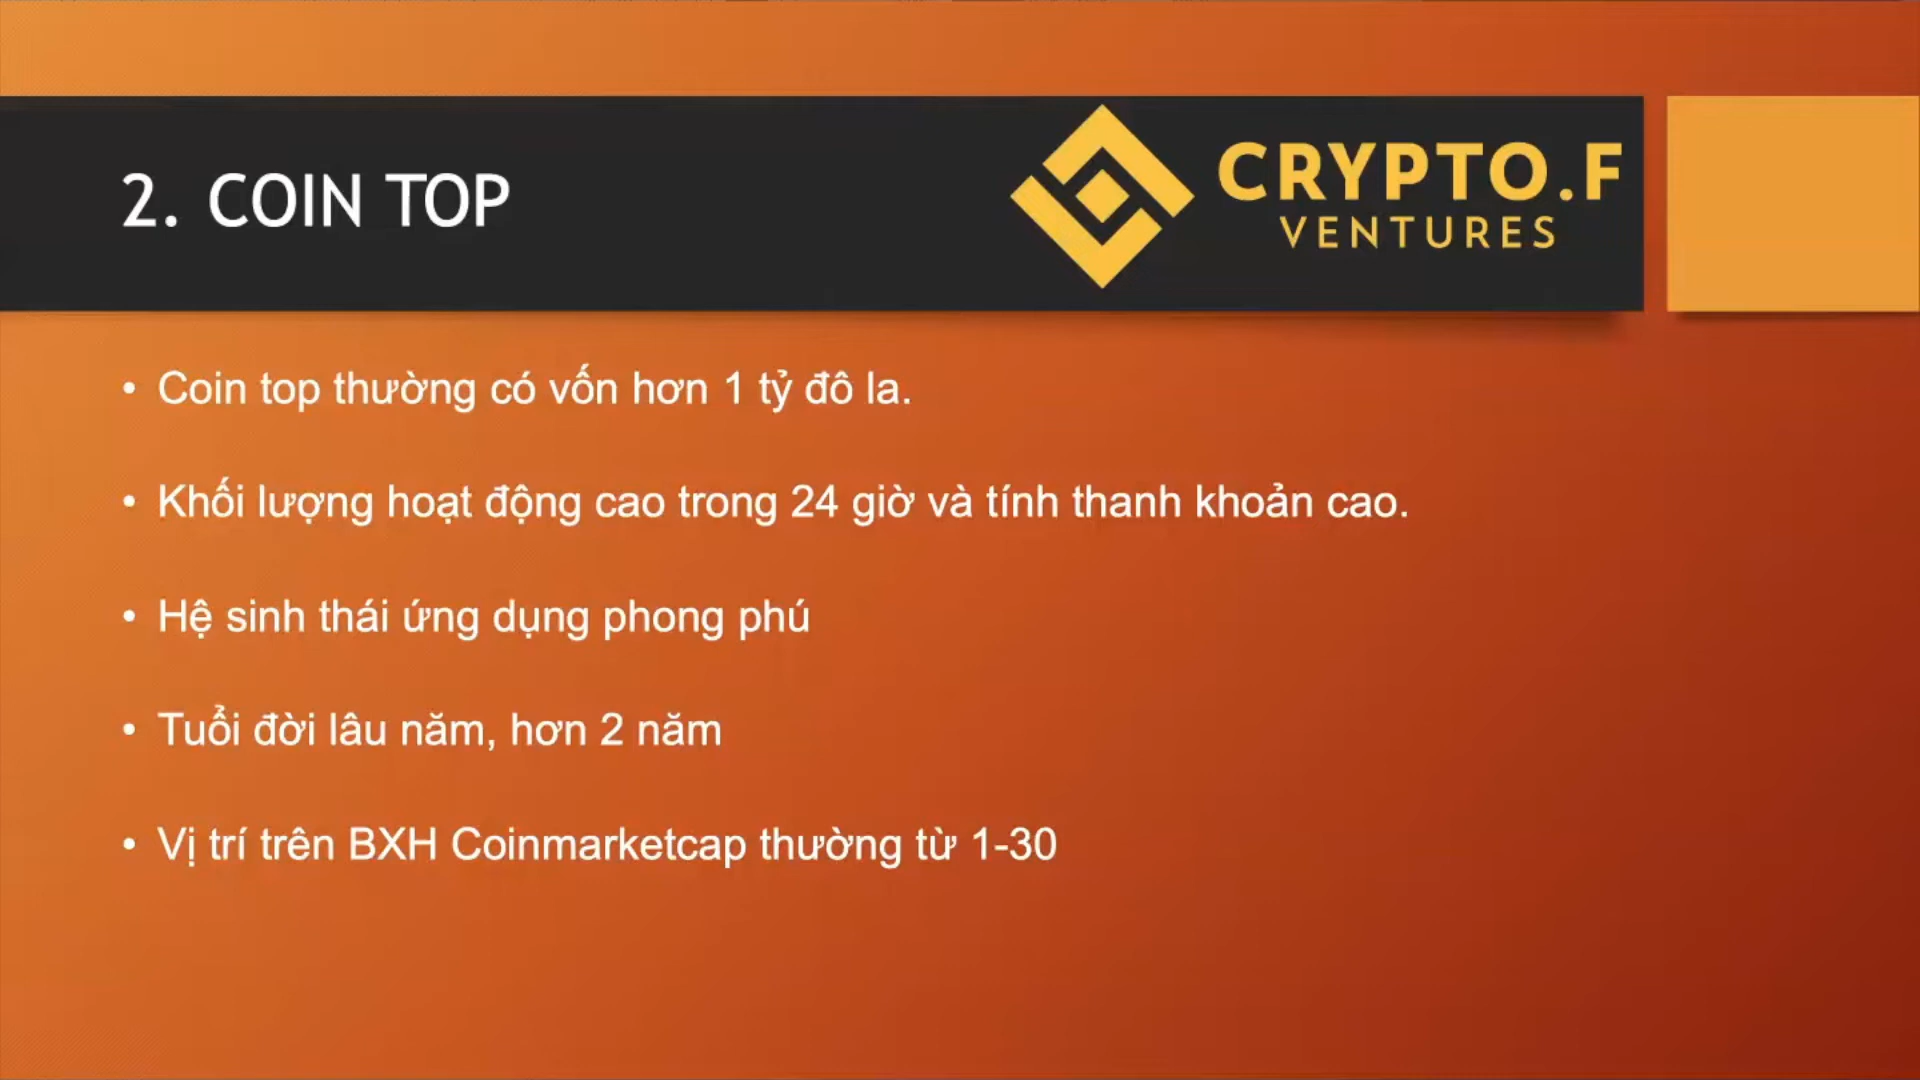 2. COIN TOP
CRYPTO.F
VENTURES
• Coin top thường có vốn hơn 1 tỷ đô la.
• Khối lượng hoạt động cao trong 24 giờ và tính thanh khoản cao.
• Hệ sinh thái ứng dụng phong phú
• Tuổi đời lâu năm, hơn 2 năm
• Vị trí trên BXH Coinmarketcap thường từ 1-30